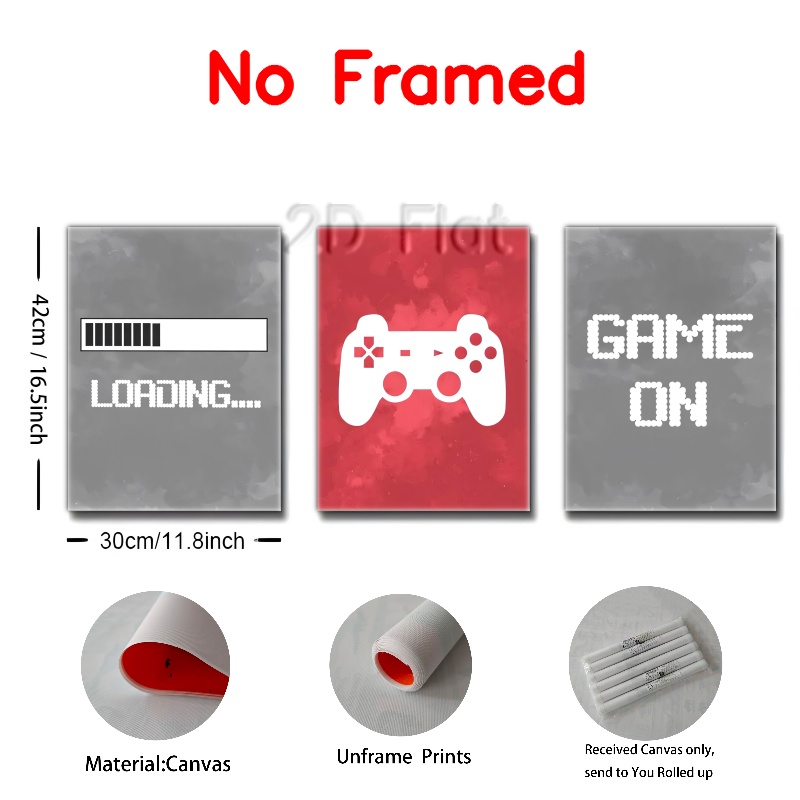 No Framed
2D Flat
42cm / 16.5inch
LOADING....
GAME
ON
30cm/11.8inch
Material:Canvas
Unframe Prints
Received Canvas only,
send to You Rolled up